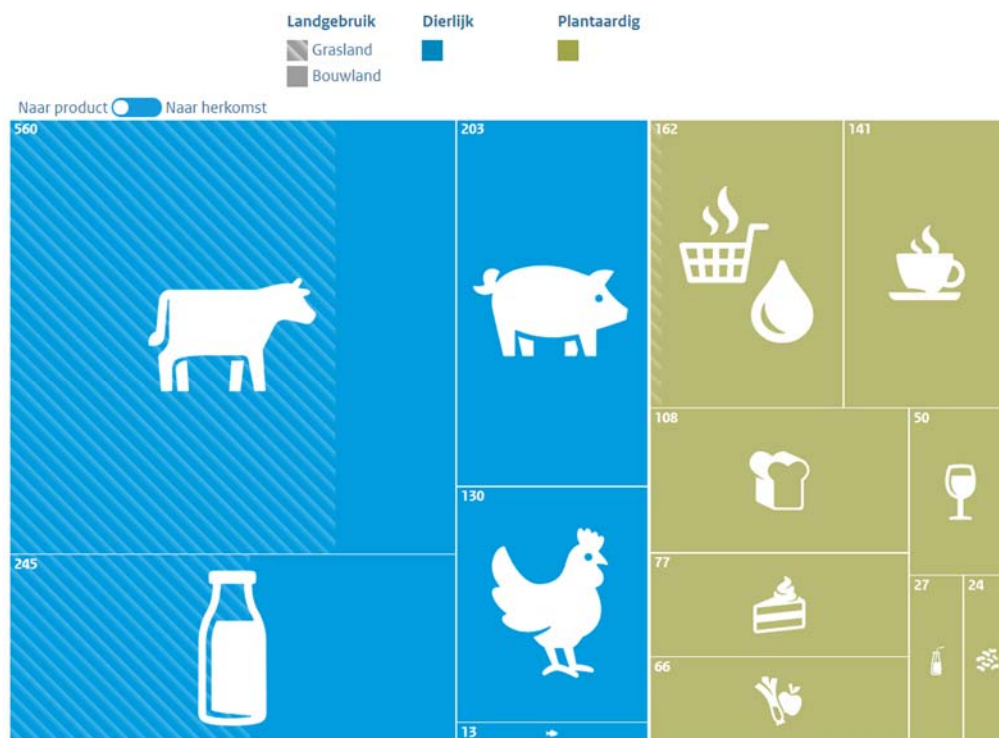 Landgebruik Dierlijk Plantaardig
Grasland
Bouwland
Naar product Naar herkomst
560 203 162 141
108 50
130
245 77 27 24
66
13